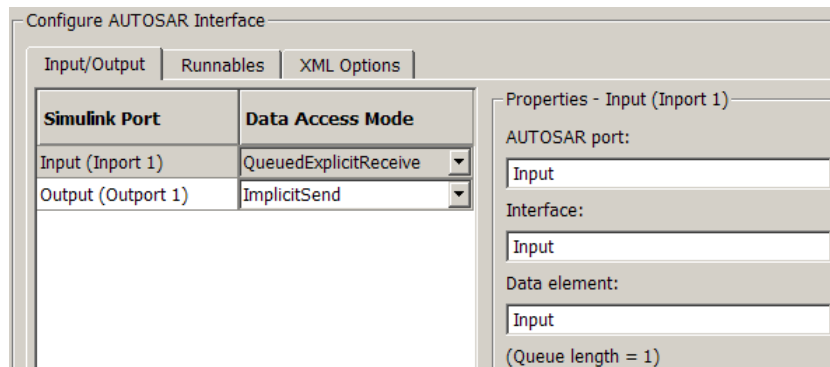 Configure AUTOSAR Interface
Input/Output Runnables XML Options
Simulink Port Data Access Mode
Input (Inport 1) QueuedExplicitReceive
Output (Outport 1) ImplicitSend
Properties - Input (Inport 1)
AUTOSAR port:
Input
Interface:
Input
Data element:
Input
(Queue length = 1)